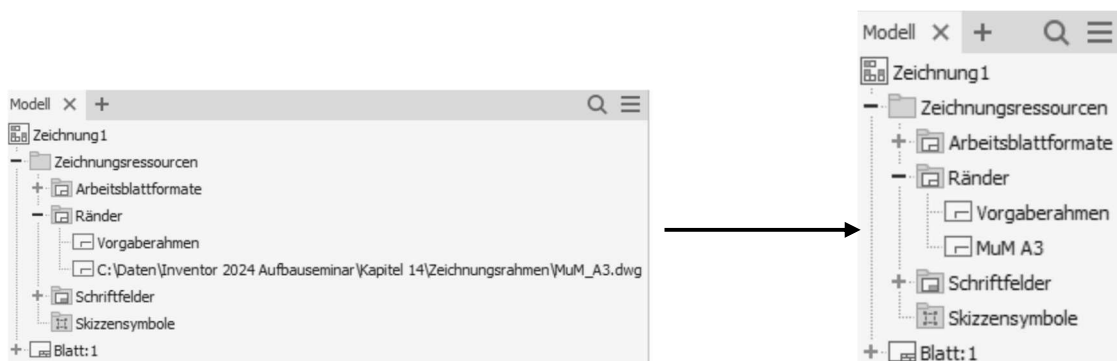 Modell
Zeichnung1
Zeichnungsressourcen
Arbeitsblattformate
Ränder
Vorgaberahmen
C:\Daten\Inventor 2024 Aufbauseminar\Kapitel 14\Zeichnungsrahmen\MuM_A3.dwg
Schriftfelder
Skizzensymbole
Blatt:1
Modell
Zeichnung1
Zeichnungsressourcen
Arbeitsblattformate
Ränder
Vorgaberahmen
MuM A3
Schriftfelder
Skizzensymbole
Blatt:1